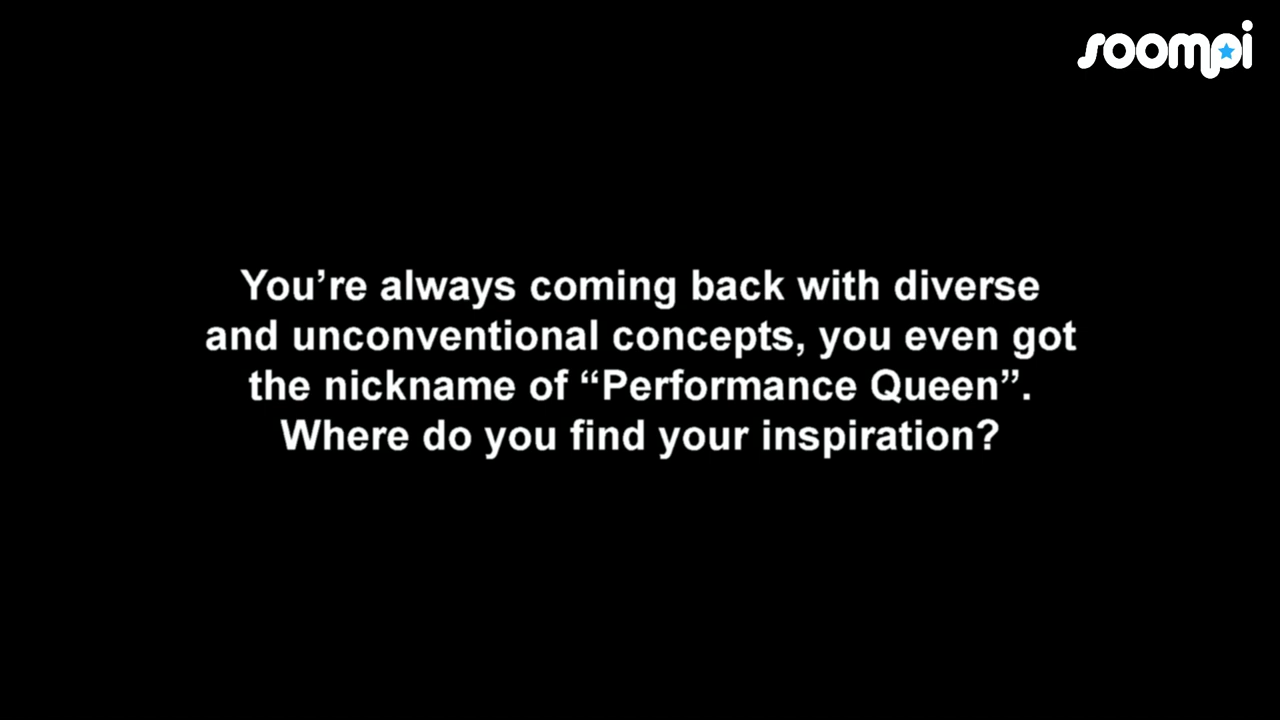 soompi
You’re always coming back with diverse
and unconventional concepts, you even got
the nickname of “Performance Queen”.
Where do you find your inspiration?